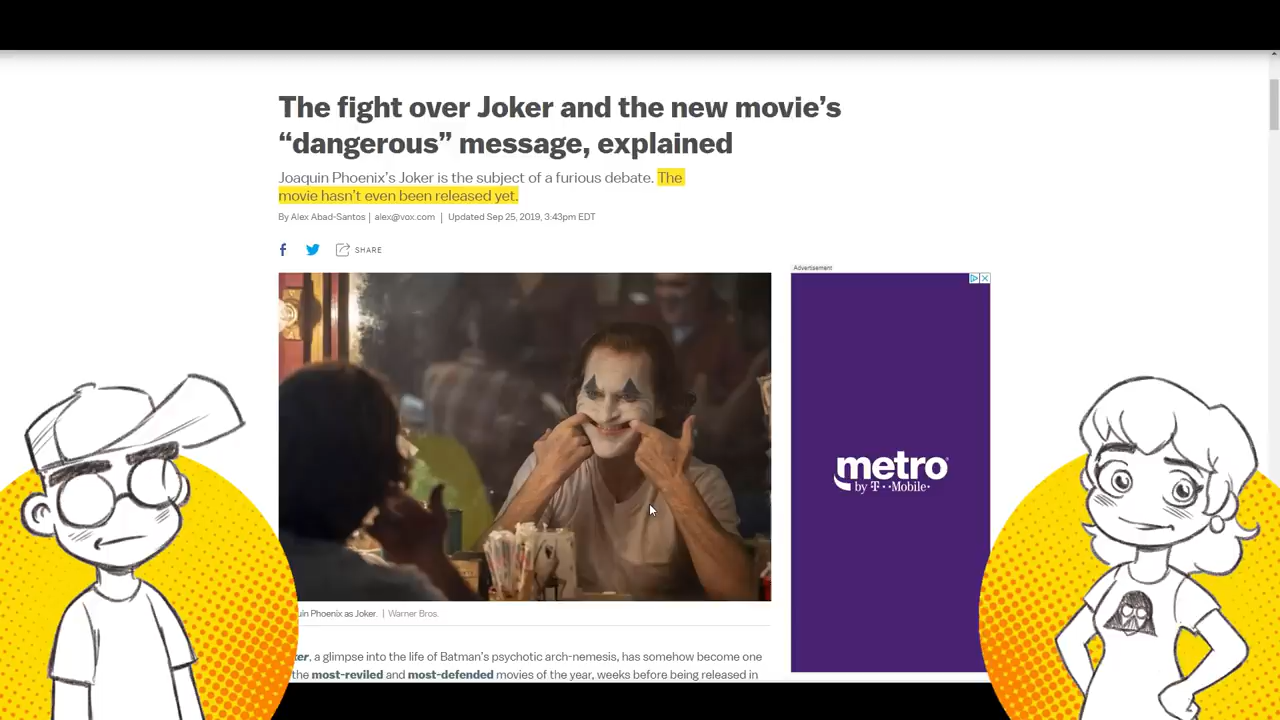 The fight over Joker and the new movie's
“dangerous” message, explained
Joaquin Phoenix's Joker is the subject of a furious debate. The
movie hasn't even been released yet.
By Alex Abad-Santos | alex@vox.com | Updated Sep 25, 2019, 3:43pm EDT
SHARE
Advertisement
metro
by T-Mobile
uin Phoenix as Joker. | Warner Bros.
er, a glimpse into the life of Batman's psychotic arch-nemesis, has somehow become one
the most-reviled and most-defended movies of the year, weeks before being released in